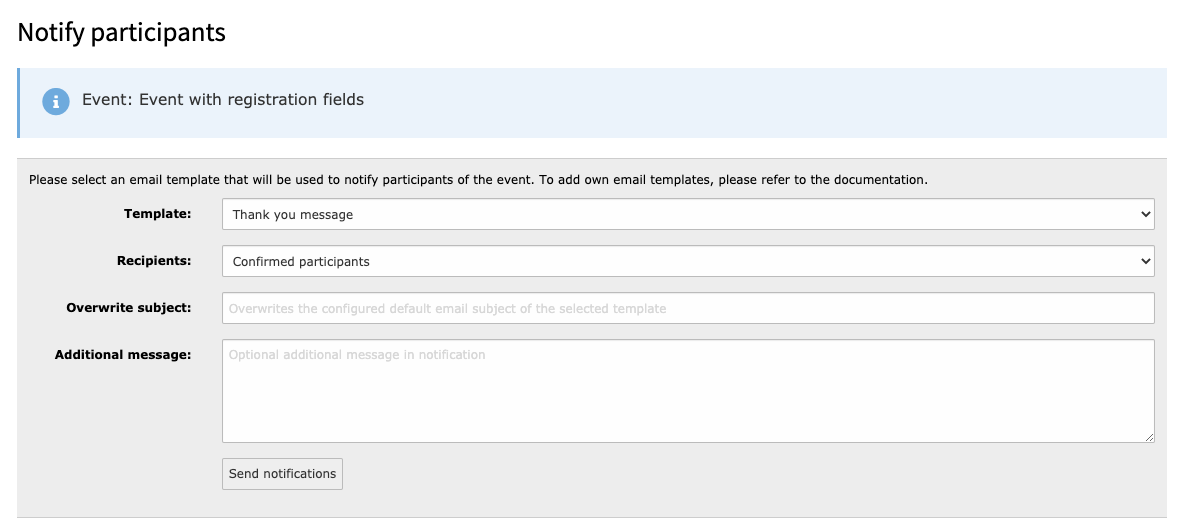 Notify participants
Event: Event with registration fields
Please select an email template that will be used to notify participants of the event. To add own email templates, please refer to the documentation.
Template: Thank you message
Recipients: Confirmed participants
Overwrite subject: Overwrites the configured default email subject of the selected template
Additional message: Optional additional message in notification
Send notifications